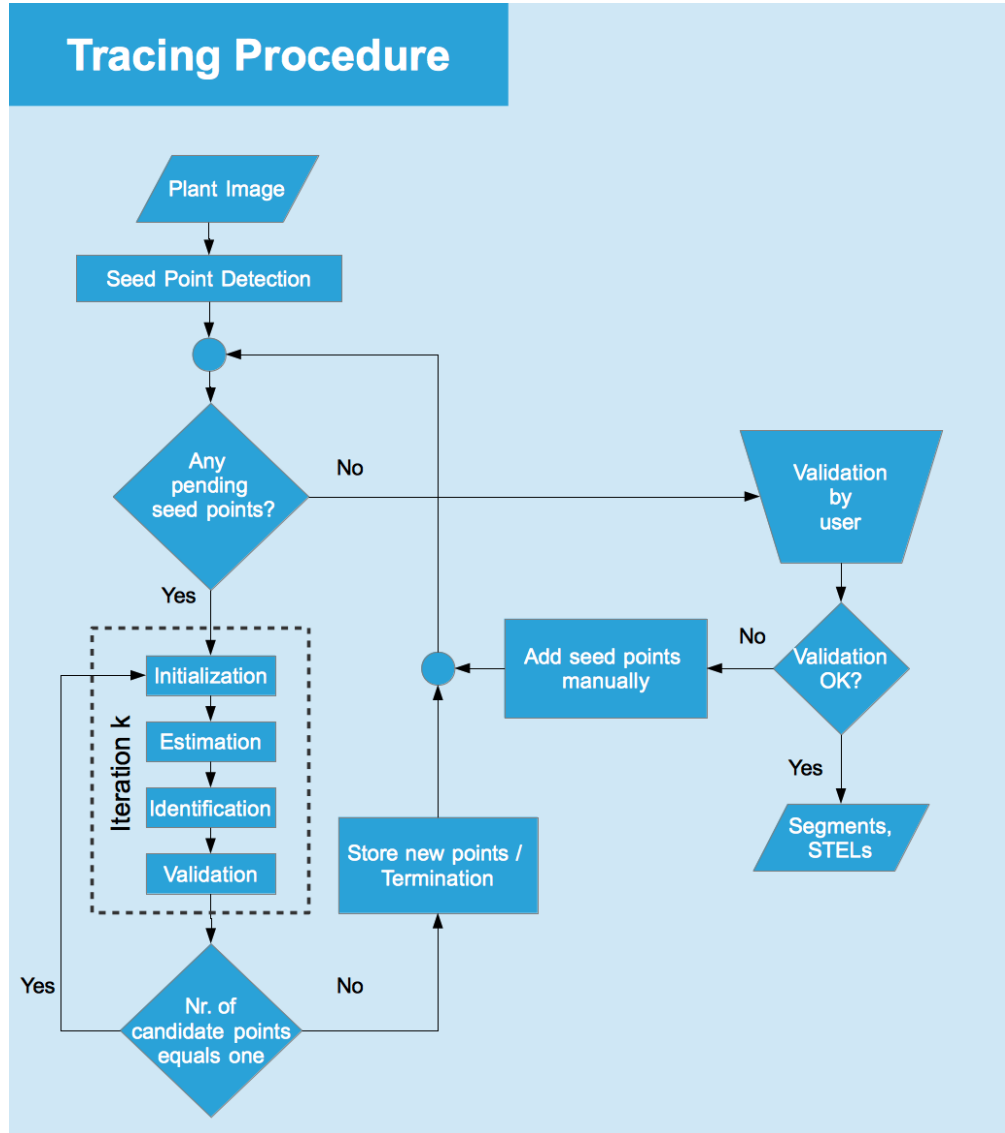 Tracing Procedure
Plant Image
Seed Point Detection
Any
pending
seed points?
No
Yes
Validation
by
user
Validation
OK?
No
Yes
Add seed points
manually
Segments,
STELs
Iteration k
Initialization
Estimation
Identification
Validation
Store new points /
Termination
Nr. of
candidate points
equals one
Yes
No